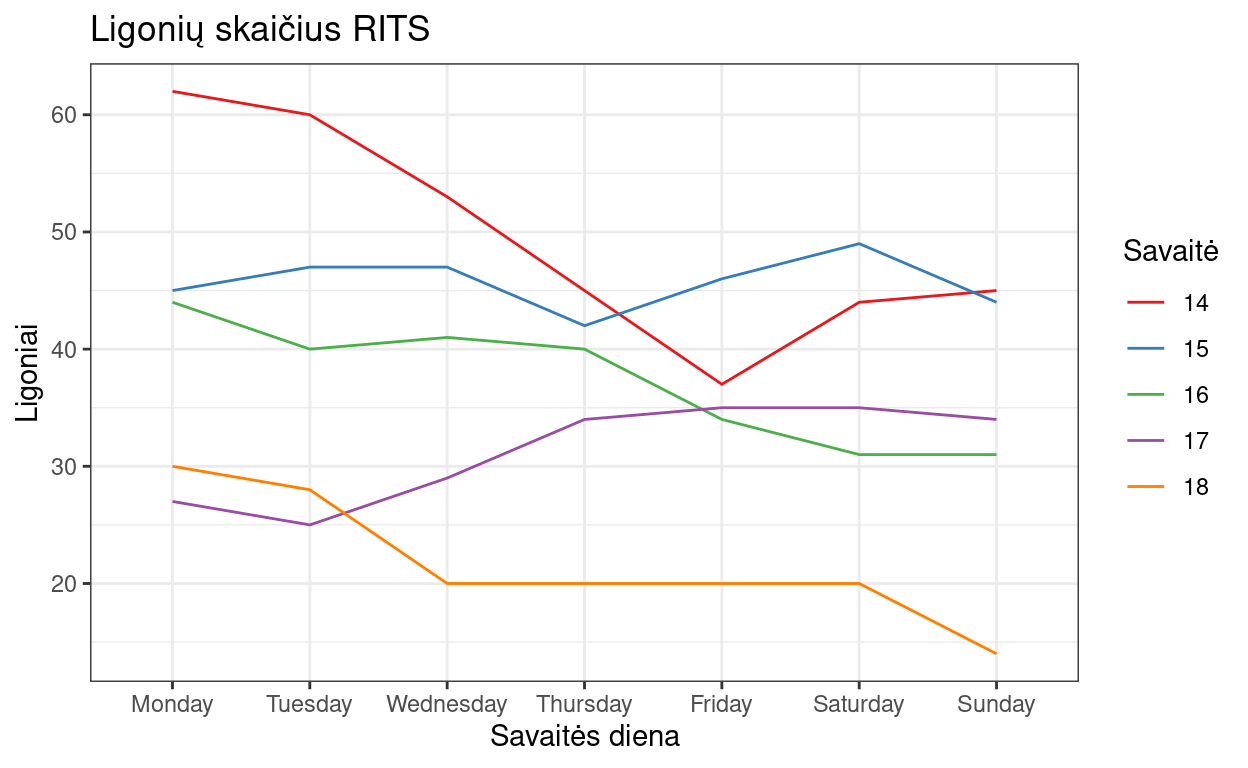 Ligonių skaičius RITS
60
50
40
30
20
Ligoniai
Monday Tuesday Wednesday Thursday Friday Saturday Sunday
Savaitės diena
Savaitė
14
15
16
17
18